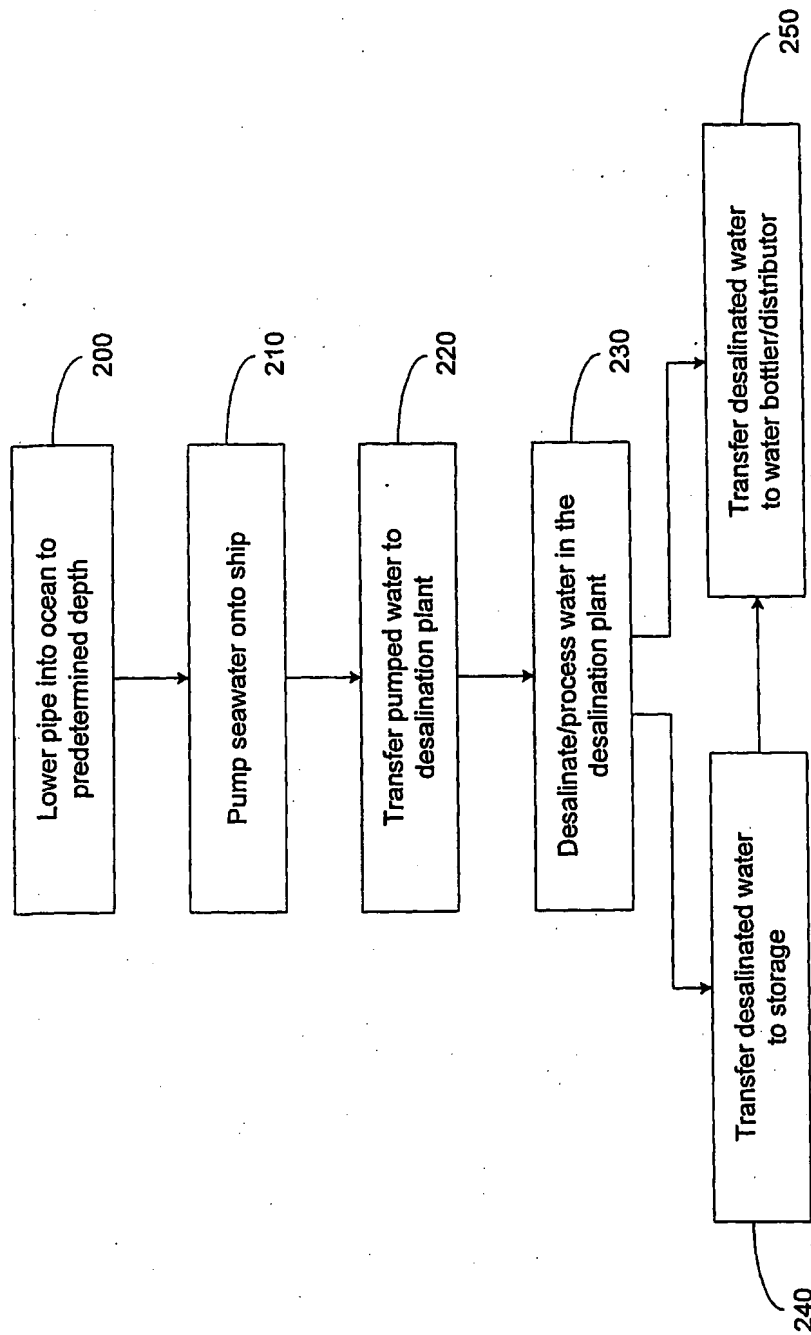 Lower pipe into ocean to
predetermined depth
200
Pump seawater onto ship
210
Transfer pumped water to
desalination plant
220
Desalinate/process water in the
desalination plant
230
Transfer desalinated water
to storage
240
Transfer desalinated water
to water bottler/distributor
250